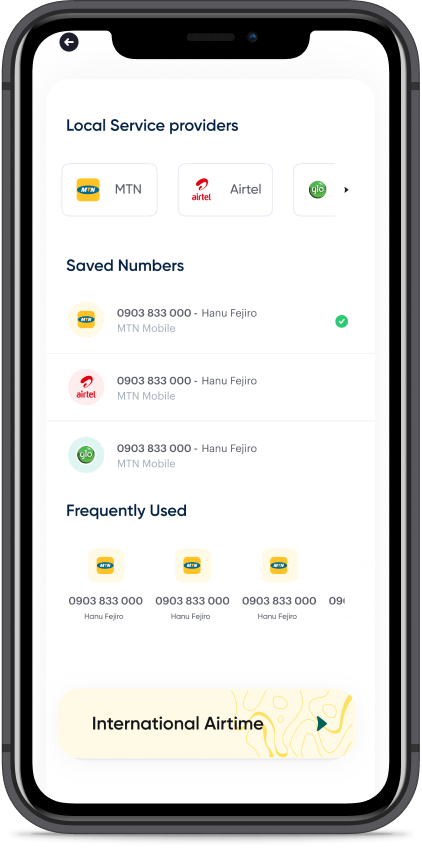 Local Service providers
MTN MTN
airtel Airtel
glo
Saved Numbers
MTN
0903 833 000 - Hanu Fejiro
MTN Mobile
airtel
0903 833 000 - Hanu Fejiro
MTN Mobile
glo
0903 833 000 - Hanu Fejiro
MTN Mobile
Frequently Used
MTN MTN MTN
0903 833 000 0903 833 000 0903 833 000 090
Hanu Fejiro Hanu Fejiro Hanu Fejiro
International Airtime